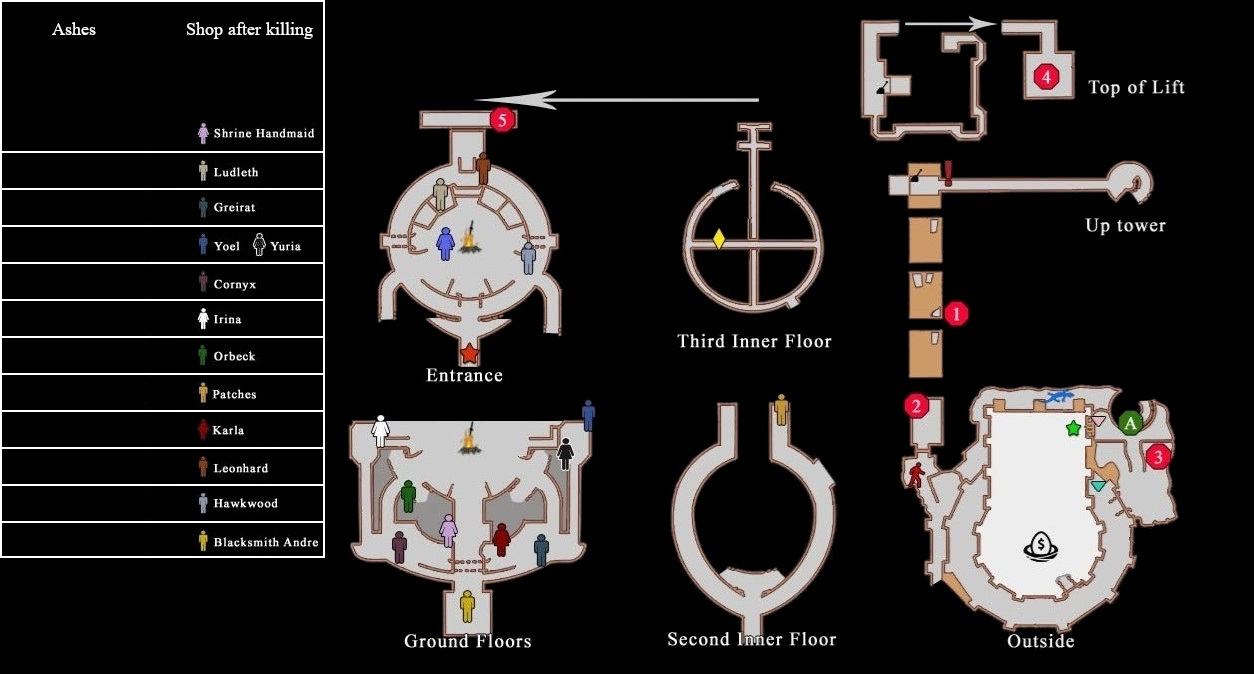 Ashes Shop after killing
Shrine Handmaid
Ludleth
Greirat
Yoel Yuria
Cornyx
Irina
Orbeck
Patches
Karla
Leonhard
Hawkwood
Blacksmith Andre
5
Entrance
Third Inner Floor
4
Top of Lift
Up tower
1
2
A
3
$
Ground Floors
Second Inner Floor
Outside